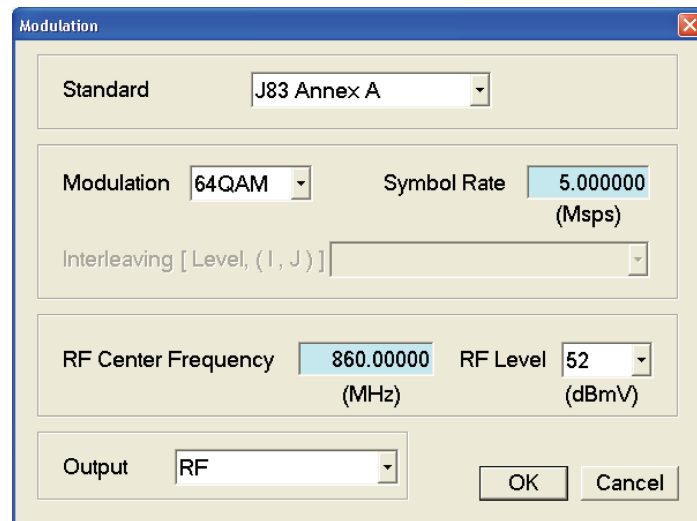 Modulation
Standard J83 Annex A
Modulation 64QAM Symbol Rate 5.000000
(Msps)
Interleaving [ Level, ( I , J ) ]
RF Center Frequency 860.00000 RF Level 52
(MHz) (dBmV)
Output RF
OK Cancel